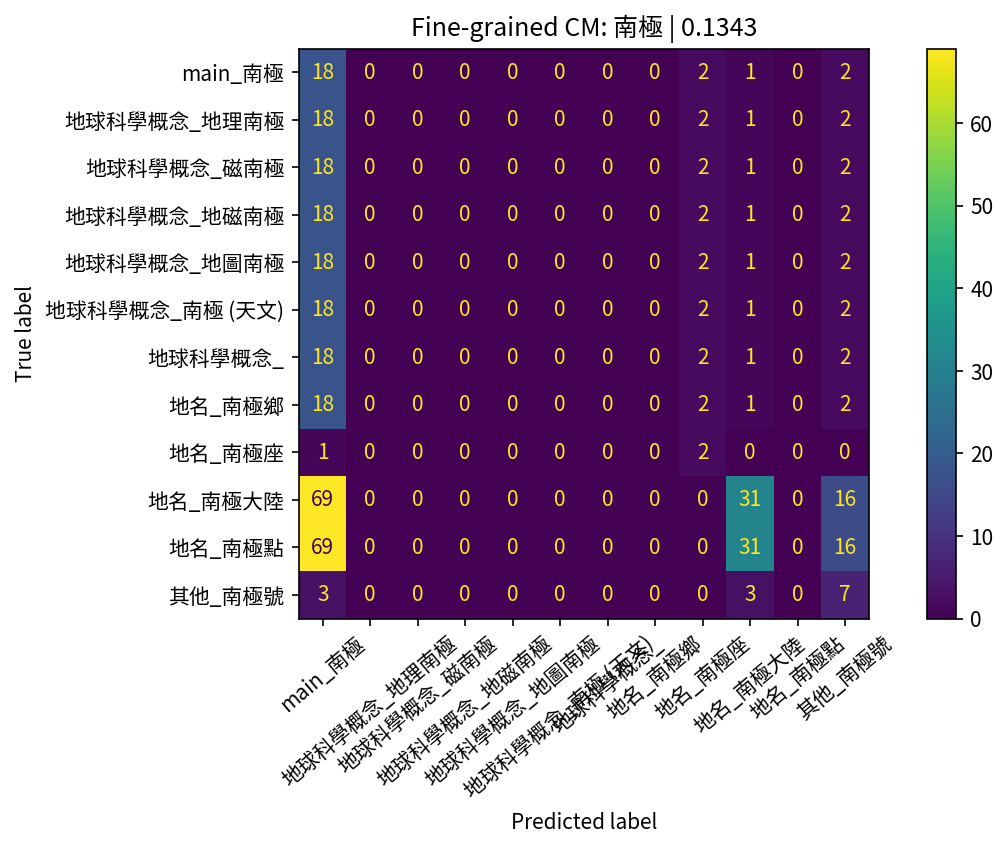 Fine-grained CM: 南極 | 0.1343
True label
main_南極 18 0 0 0 0 0 0 0 2 1 0 2
地球科學概念_地理南極 18 0 0 0 0 0 0 0 2 1 0 2
地球科學概念_磁南極 18 0 0 0 0 0 0 0 2 1 0 2
地球科學概念_地磁南極 18 0 0 0 0 0 0 0 2 1 0 2
地球科學概念_地圖南極 18 0 0 0 0 0 0 0 2 1 0 2
地球科學概念_南極 (天文) 18 0 0 0 0 0 0 0 2 1 0 2
地球科學概念_ 18 0 0 0 0 0 0 0 2 1 0 2
地名_南極鄉 18 0 0 0 0 0 0 0 2 1 0 2
地名_南極座 1 0 0 0 0 0 0 0 2 0 0 0
地名_南極大陸 69 0 0 0 0 0 0 0 0 31 0 16
地名_南極點 69 0 0 0 0 0 0 0 0 31 0 16
其他_南極號 3 0 0 0 0 0 0 0 0 3 0 7
main_南極
地球科學概念_地理南極
地球科學概念_磁南極
地球科學概念_地磁南極
地球科學概念_地圖南極
地球科學概念_南極 (天文)
地球科學概念_
地名_南極鄉
地名_南極座
地名_南極大陸
地名_南極點
其他_南極號
Predicted label
60
50
40
30
20
10
0